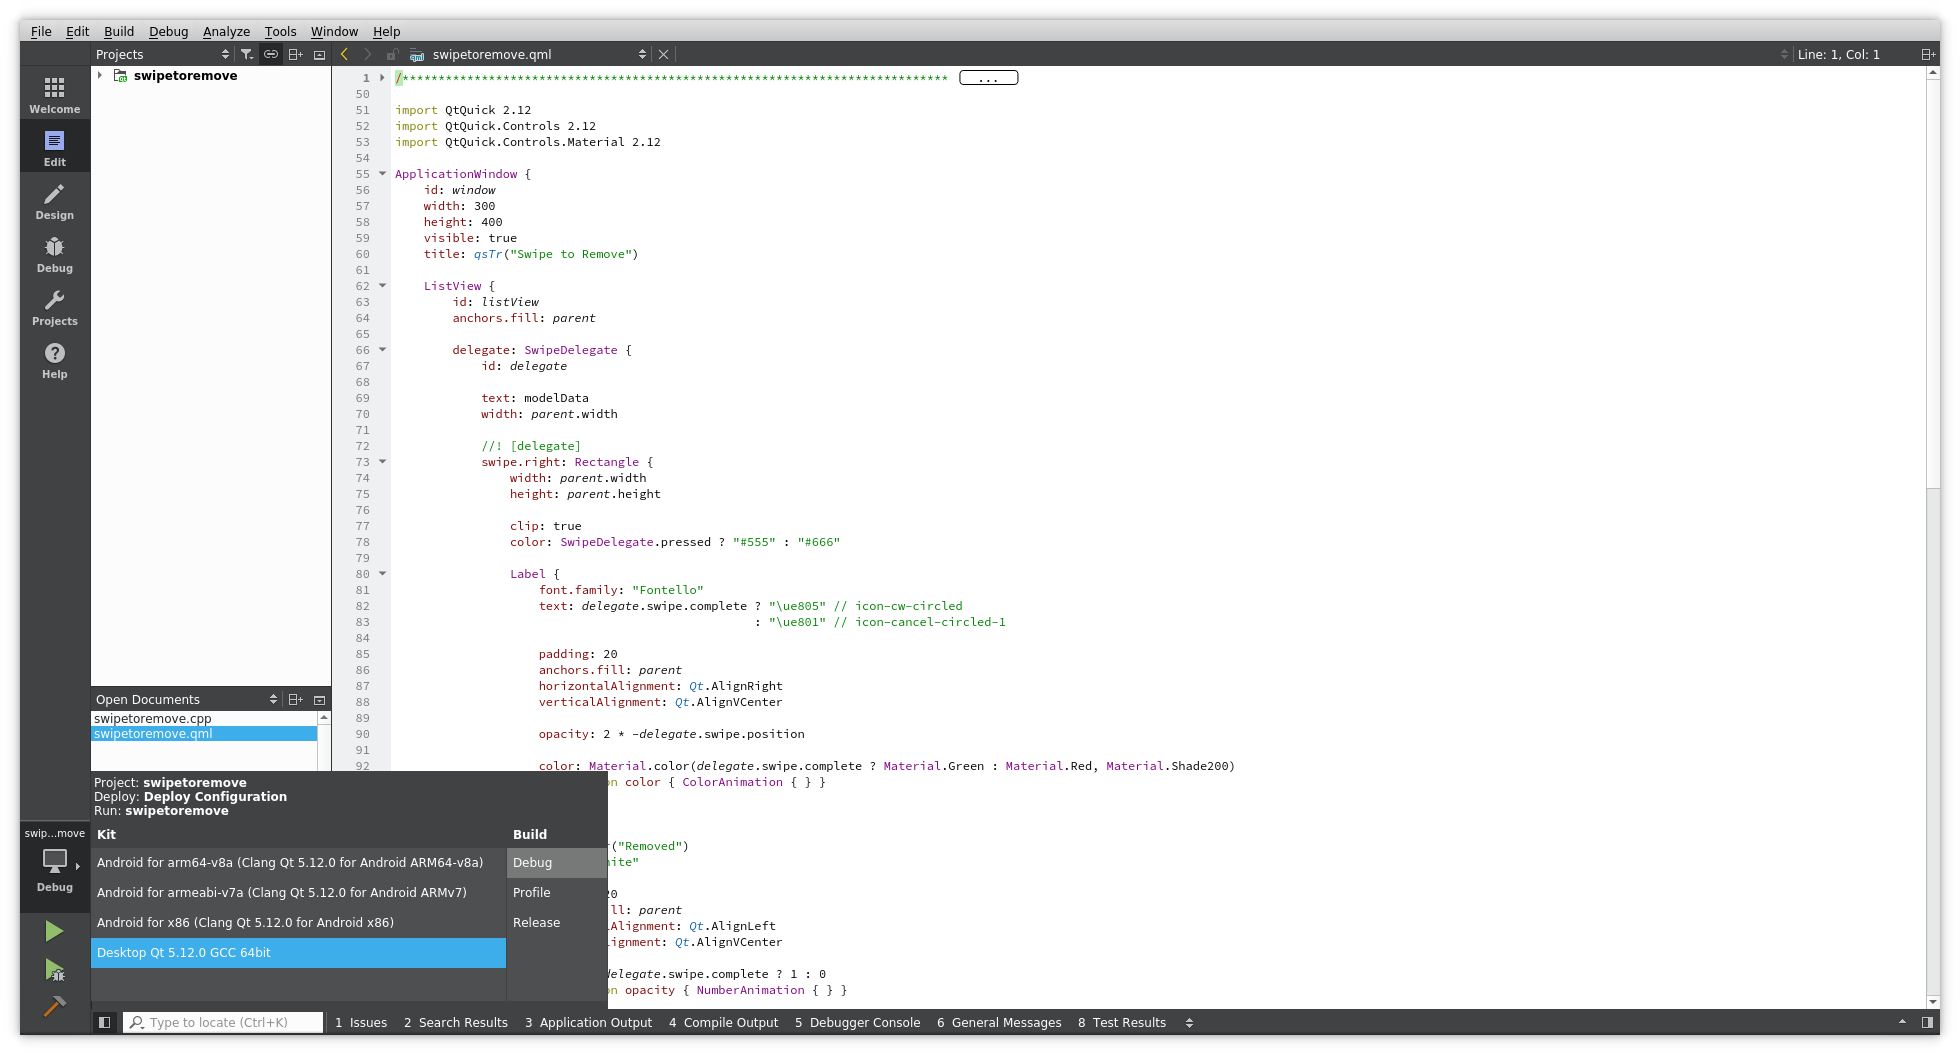 File Edit Build Debug Analyze Tools Window Help
Projects
swipetoremove.qml
Line: 1, Col: 1
swipetoremove
Welcome
Edit
Design
Debug
Projects
Help
1 /**************************************************************************** ...
50
51 import QtQuick 2.12
52 import QtQuick.Controls 2.12
53 import QtQuick.Controls.Material 2.12
54
55 ApplicationWindow {
56 id: window
57 width: 300
58 height: 400
59 visible: true
60 title: qsTr("Swipe to Remove")
61
62 ListView {
63 id: listView
64 anchors.fill: parent
65
66 delegate: SwipeDelegate {
67 id: delegate
68
69 text: modelData
70 width: parent.width
71
72 //! [delegate]
73 swipe.right: Rectangle {
74 width: parent.width
75 height: parent.height
76
77 clip: true
78 color: SwipeDelegate.pressed ? "#555" : "#666"
79
80 Label {
81 font.family: "Fontello"
82 text: delegate.swipe.complete ? "\ue805" // icon-cw-circled
83 : "\ue801" // icon-cancel-circled-1
84
85 padding: 20
86 anchors.fill: parent
87 horizontalAlignment: Qt.AlignRight
88 verticalAlignment: Qt.AlignVCenter
89
90 opacity: 2 * -delegate.swipe.position
91
92 color: Material.color(delegate.swipe.complete ? Material.Green : Material.Red, Material.Shade200)
n color { ColorAnimation { } }
("Removed")
ite"
20
ll: parent
lAlignment: Qt.AlignLeft
ignment: Qt.AlignVCenter
delegate.swipe.complete ? 1 : 0
n opacity { NumberAnimation { } }
Open Documents
swipetoremove.cpp
swipetoremove.qml
Project: swipetoremove
Deploy: Deploy Configuration
Run: swipetoremove
Kit Build
Android for arm64-v8a (Clang Qt 5.12.0 for Android ARM64-v8a) Debug
Android for armeabi-v7a (Clang Qt 5.12.0 for Android ARMv7) Profile
Android for x86 (Clang Qt 5.12.0 for Android x86) Release
Desktop Qt 5.12.0 GCC 64bit
swip...move
Debug
Type to locate (Ctrl+K)
1 Issues 2 Search Results 3 Application Output 4 Compile Output 5 Debugger Console 6 General Messages 8 Test Results